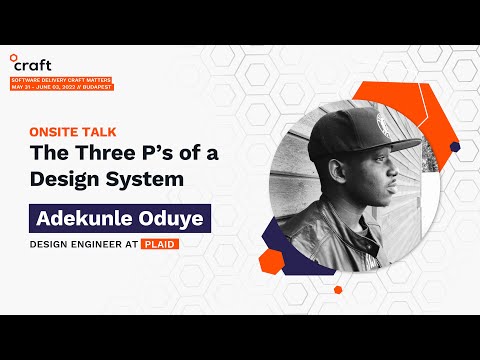 craft
SOFTWARE DELIVERY CRAFT MATTERS
MAY 31 - JUNE 03, 2023 // BUDAPEST
ONSITE TALK
The Three P's of a
Design System
Adekunle Oduye
DESIGN ENGINEER AT PLAID